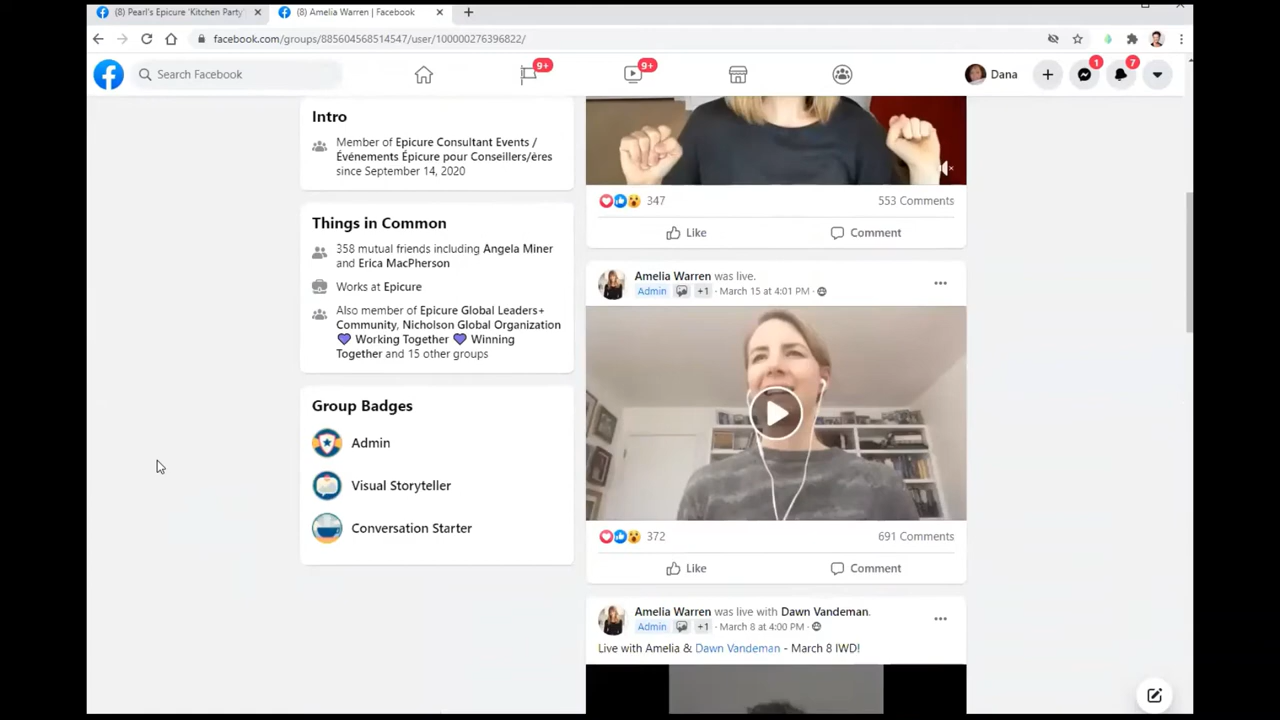 (8) Pearl's Epicure 'Kitchen Party'
(8) Amelia Warren | Facebook
facebook.com/groups/885604568514547/user/100000276396822/
Search Facebook
9+
9+
Dana
1
7
Intro
Member of Epicure Consultant Events /
Événements Épicure pour Conseillers/ères
since September 14, 2020
Things in Common
358 mutual friends including Angela Miner
and Erica MacPherson
Works at Epicure
Also member of Epicure Global Leaders+
Community, Nicholson Global Organization
💜 Working Together 💜 Winning
Together and 15 other groups
Group Badges
Admin
Visual Storyteller
Conversation Starter
347
553 Comments
Like
Comment
Amelia Warren was live.
Admin +1 · March 15 at 4:01 PM ·
372
691 Comments
Like
Comment
Amelia Warren was live with Dawn Vandeman.
Admin +1 · March 8 at 4:00 PM ·
Live with Amelia & Dawn Vandeman - March 8 IWD!